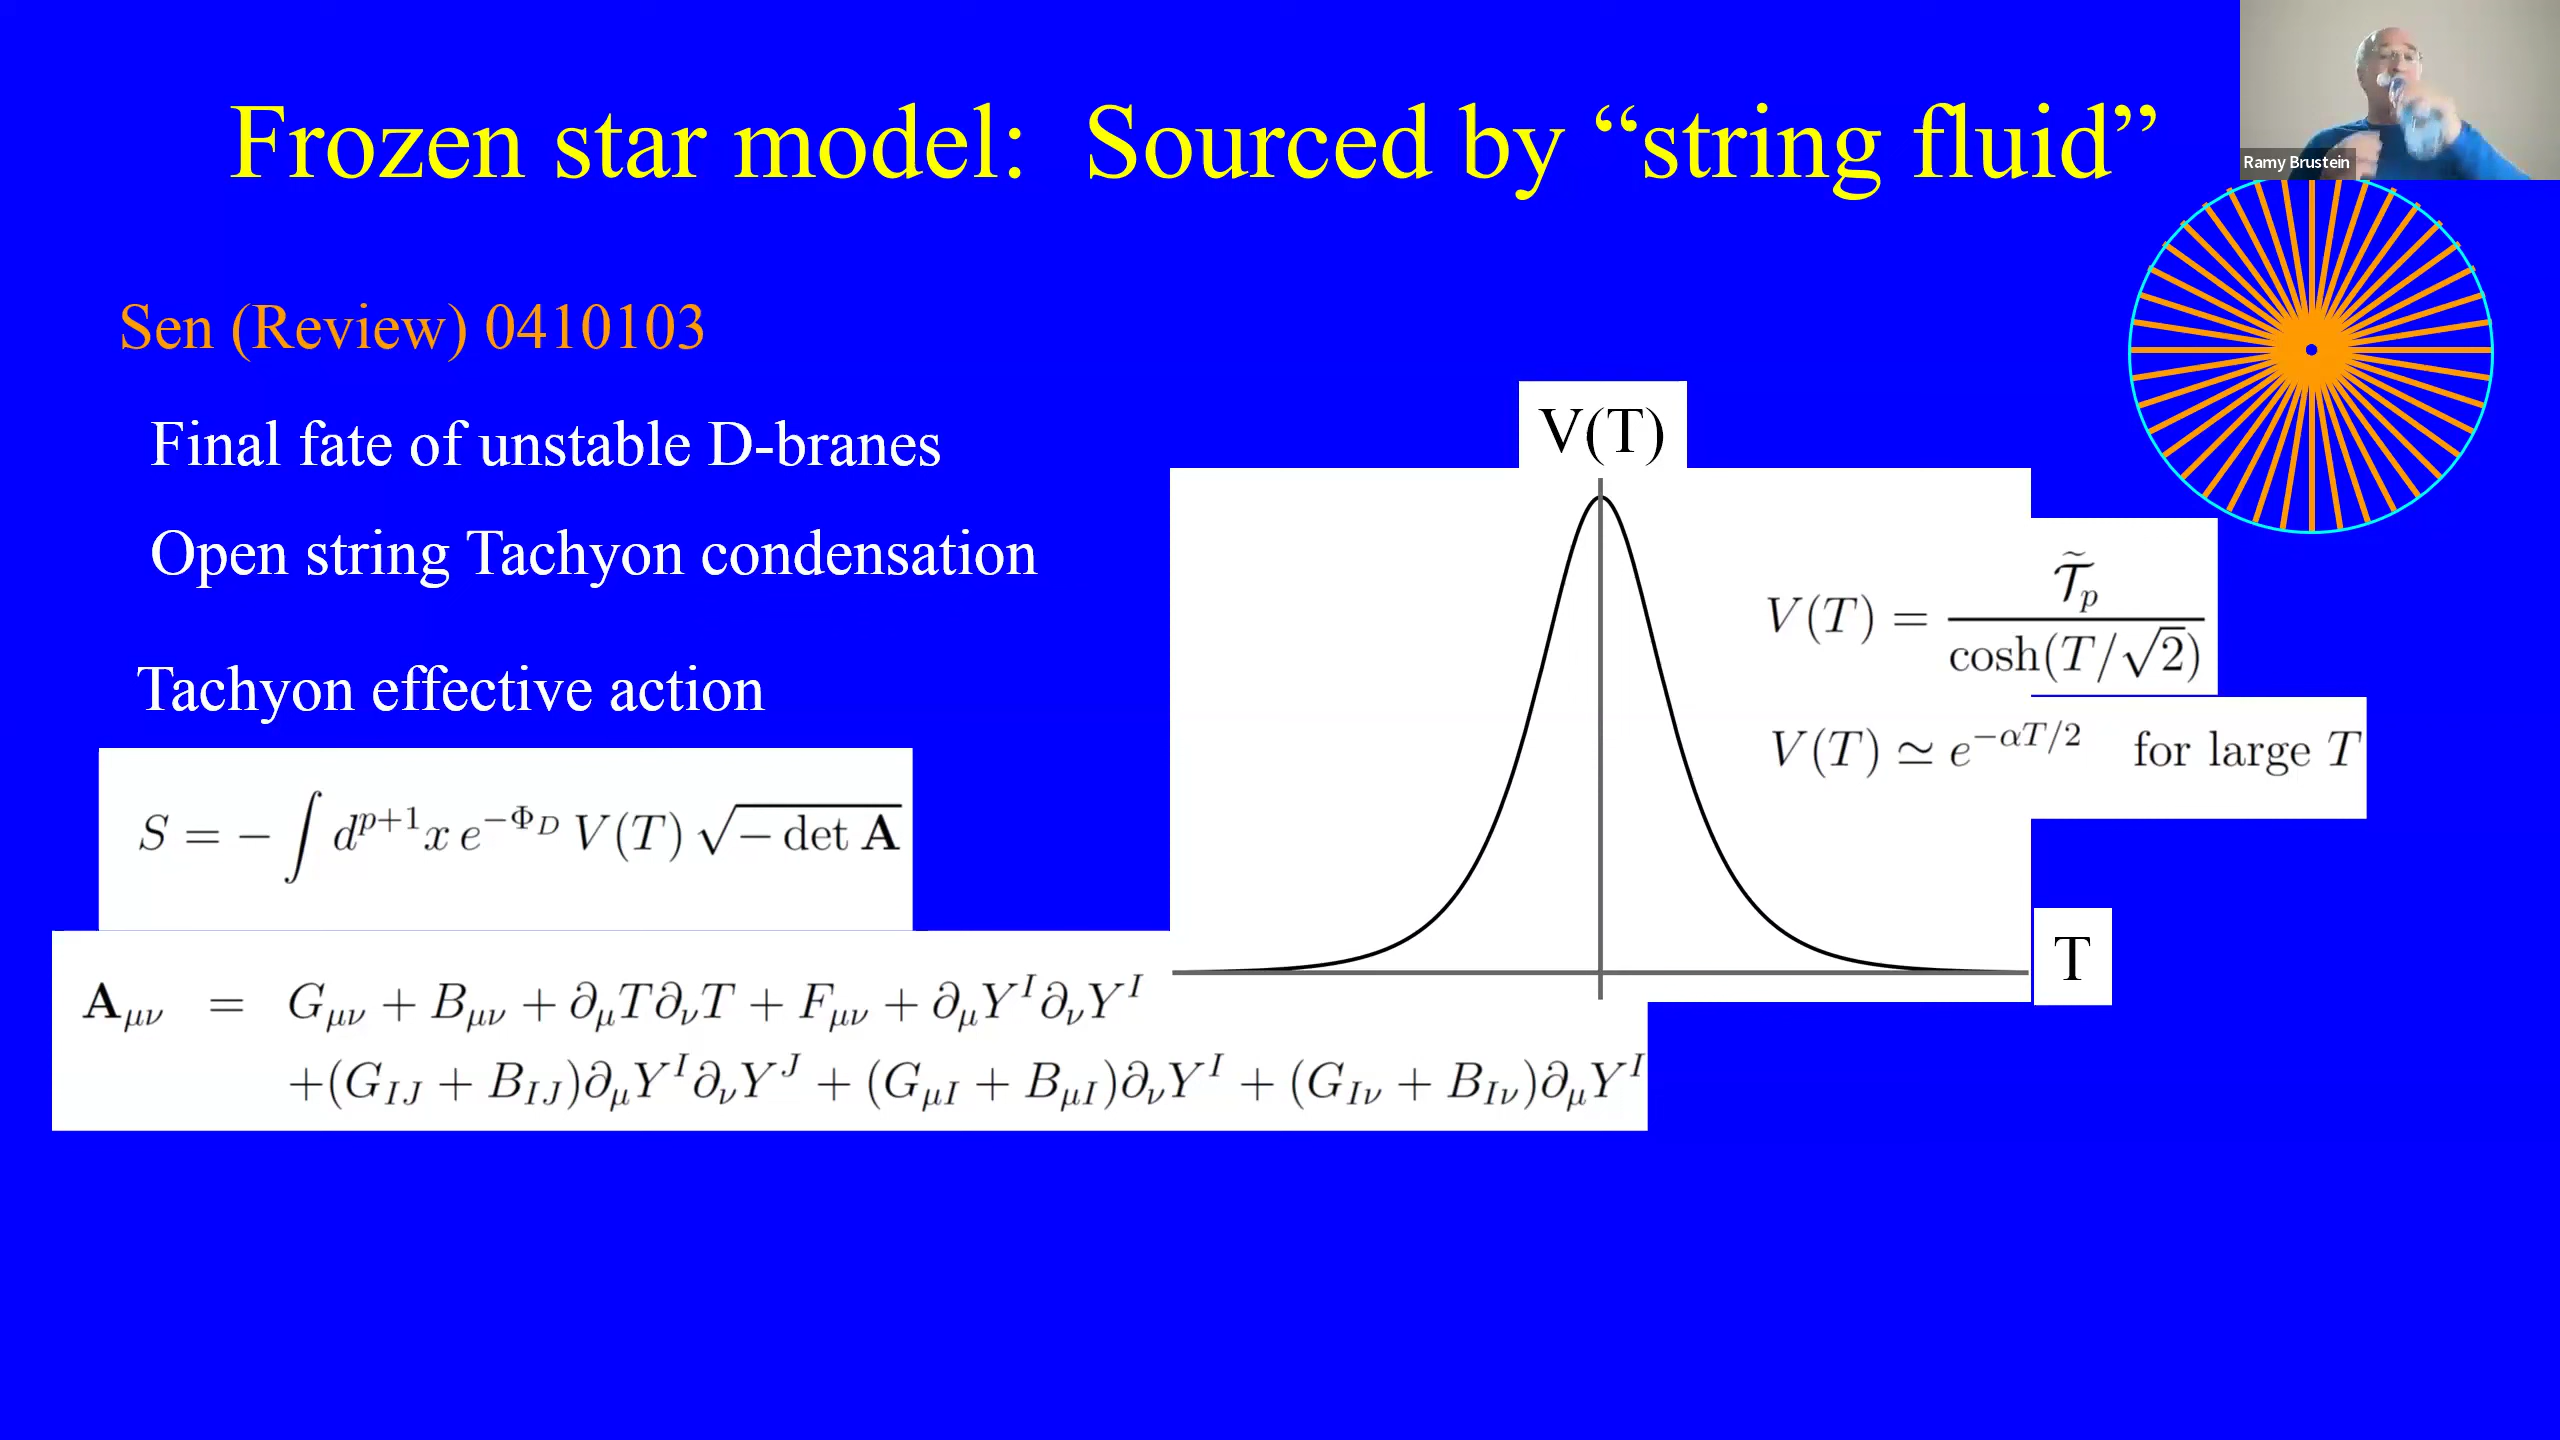 Frozen star model: Sourced by “string fluid”
Ramy Brustein
Sen (Review) 0410103
Final fate of unstable D-branes
Open string Tachyon condensation
Tachyon effective action
S = − ∫ d^{p+1}x e^{−Φ_D} V(T) √(− det A)
A_{μν} = G_{μν} + B_{μν} + ∂_μT∂_νT + F_{μν} + ∂_μY^I∂_νY^I
+(G_{IJ} + B_{IJ})∂_μY^I∂_νY^J + (G_{μI} + B_{μI})∂_νY^I + (G_{Iν} + B_{Iν})∂_μY^I
V(T)
V(T) = \tilde{𝒯}_p / cosh(T/√2)
V(T) ≃ e^{−αT/2} for large T
T